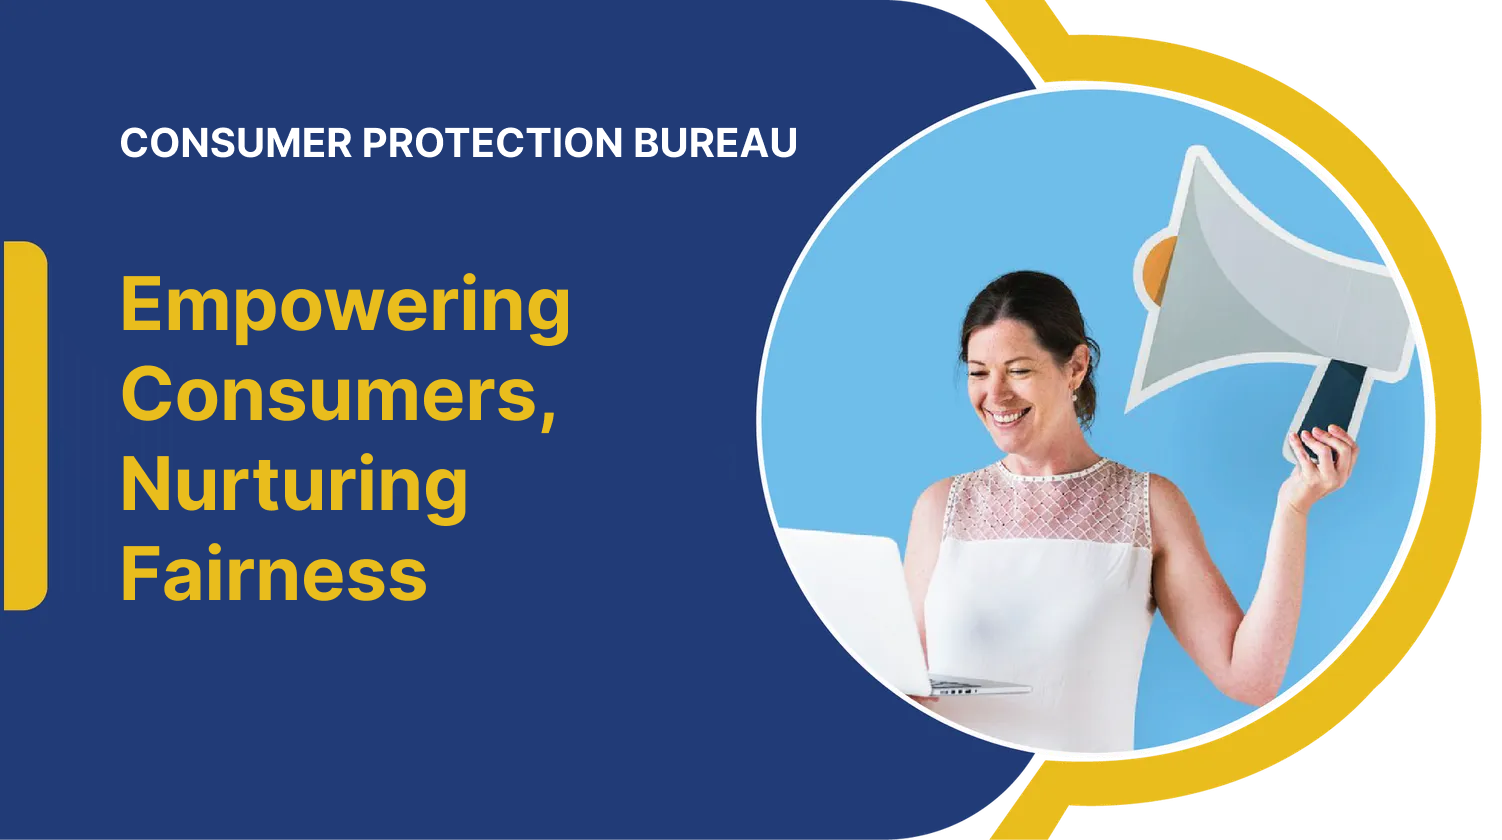 CONSUMER PROTECTION BUREAU
Empowering
Consumers,
Nurturing
Fairness